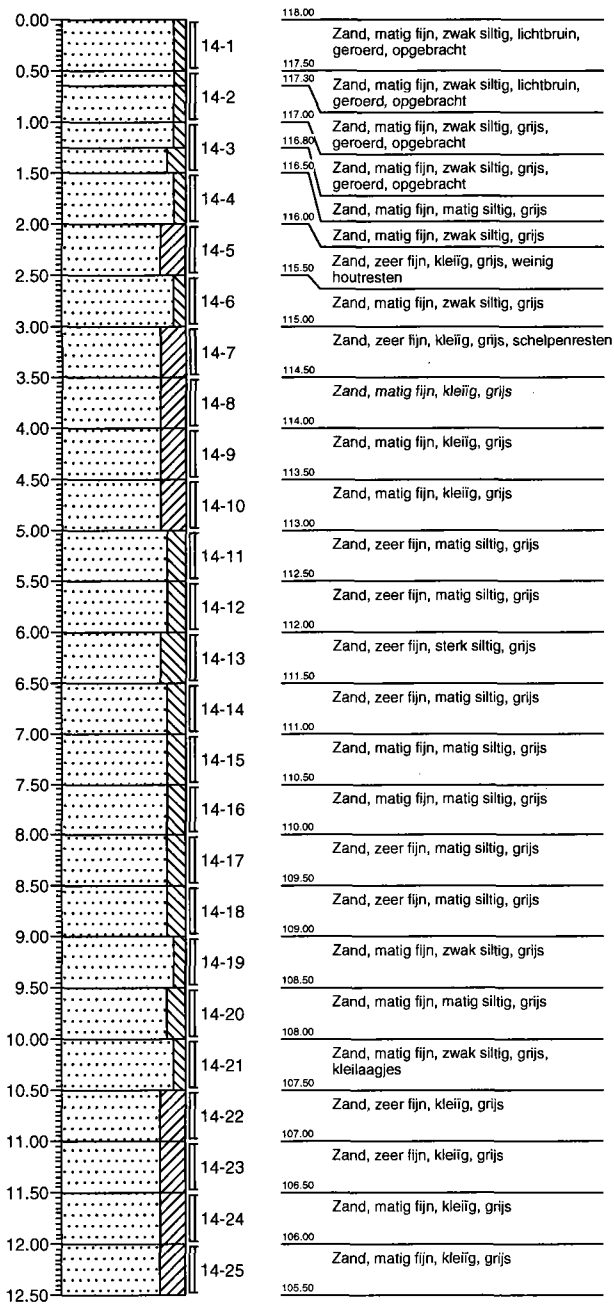 0.00
0.50
1.00
1.50
2.00
2.50
3.00
3.50
4.00
4.50
5.00
5.50
6.00
6.50
7.00
7.50
8.00
8.50
9.00
9.50
10.00
10.50
11.00
11.50
12.00
12.50
14-1
14-2
14-3
14-4
14-5
14-6
14-7
14-8
14-9
14-10
14-11
14-12
14-13
14-14
14-15
14-16
14-17
14-18
14-19
14-20
14-21
14-22
14-23
14-24
14-25
118.00
Zand, matig fijn, zwak siltig, lichtbruin,
geroerd, opgebracht
117.50
117.30
Zand, matig fijn, zwak siltig, lichtbruin,
geroerd, opgebracht
117.00
Zand, matig fijn, zwak siltig, grijs,
geroerd, opgebracht
116.80
Zand, matig fijn, zwak siltig, grijs,
geroerd, opgebracht
116.50
Zand, matig fijn, matig siltig, grijs
116.00
Zand, matig fijn, zwak siltig, grijs
Zand, zeer fijn, kleiïg, grijs, weinig
houtresten
115.50
Zand, matig fijn, zwak siltig, grijs
115.00
Zand, zeer fijn, kleiïg, grijs, schelpenresten
114.50
Zand, matig fijn, kleiïg, grijs
114.00
Zand, matig fijn, kleiïg, grijs
113.50
Zand, matig fijn, kleiïg, grijs
113.00
Zand, zeer fijn, matig siltig, grijs
112.50
Zand, zeer fijn, matig siltig, grijs
112.00
Zand, zeer fijn, sterk siltig, grijs
111.50
Zand, zeer fijn, matig siltig, grijs
111.00
Zand, matig fijn, matig siltig, grijs
110.50
Zand, matig fijn, matig siltig, grijs
110.00
Zand, zeer fijn, matig siltig, grijs
109.50
Zand, zeer fijn, matig siltig, grijs
109.00
Zand, matig fijn, zwak siltig, grijs
108.50
Zand, matig fijn, matig siltig, grijs
108.00
Zand, matig fijn, zwak siltig, grijs,
kleilaagjes
107.50
Zand, zeer fijn, kleiïg, grijs
107.00
Zand, zeer fijn, kleiïg, grijs
106.50
Zand, matig fijn, kleiïg, grijs
106.00
Zand, matig fijn, kleiïg, grijs
105.50